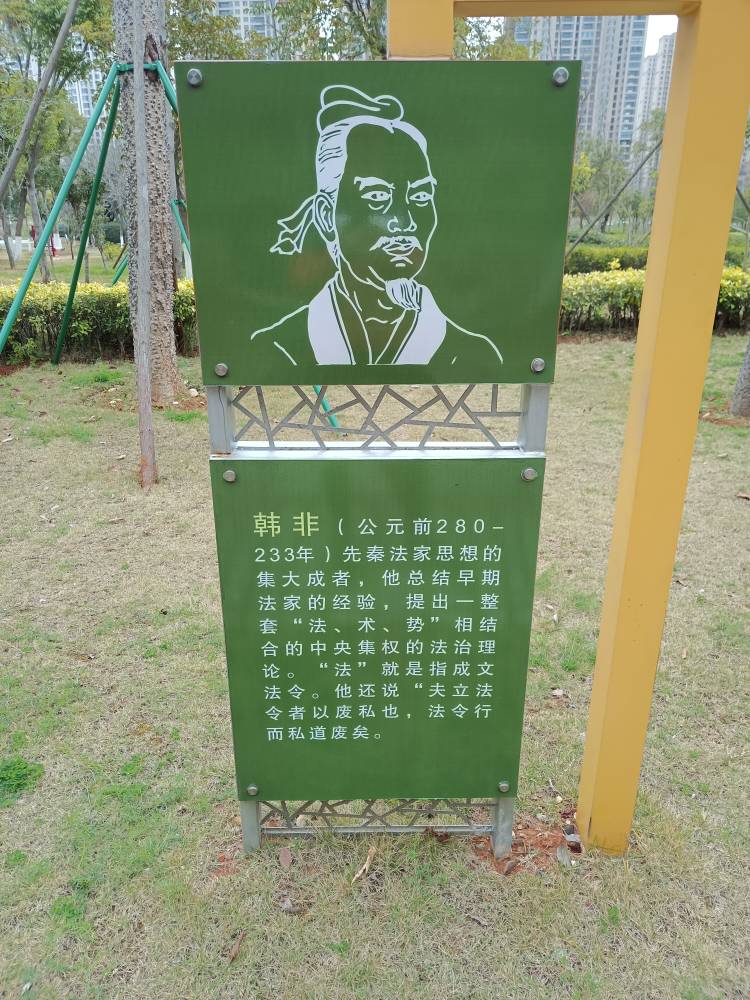 韩非（公元前280-
233年）先秦法家思想的
集大成者，他总结早期
法家的经验，提出一整
套“法、术、势”相结
合的中央集权的法治理
论。“法”就是指成文
法令。他还说“夫立法
令者以废私也，法令行
而私道废矣。